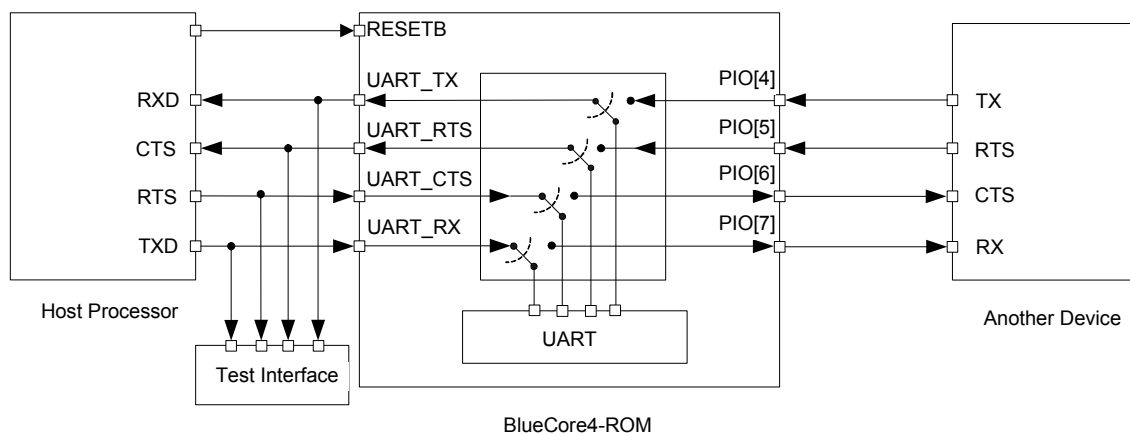 RESETB
UART_TX
PIO[4]
RXD
TX
UART_RTS
PIO[5]
CTS
RTS
UART_CTS
PIO[6]
RTS
CTS
UART_RX
PIO[7]
TXD
RX
Host Processor
Another Device
UART
Test Interface
BlueCore4-ROM